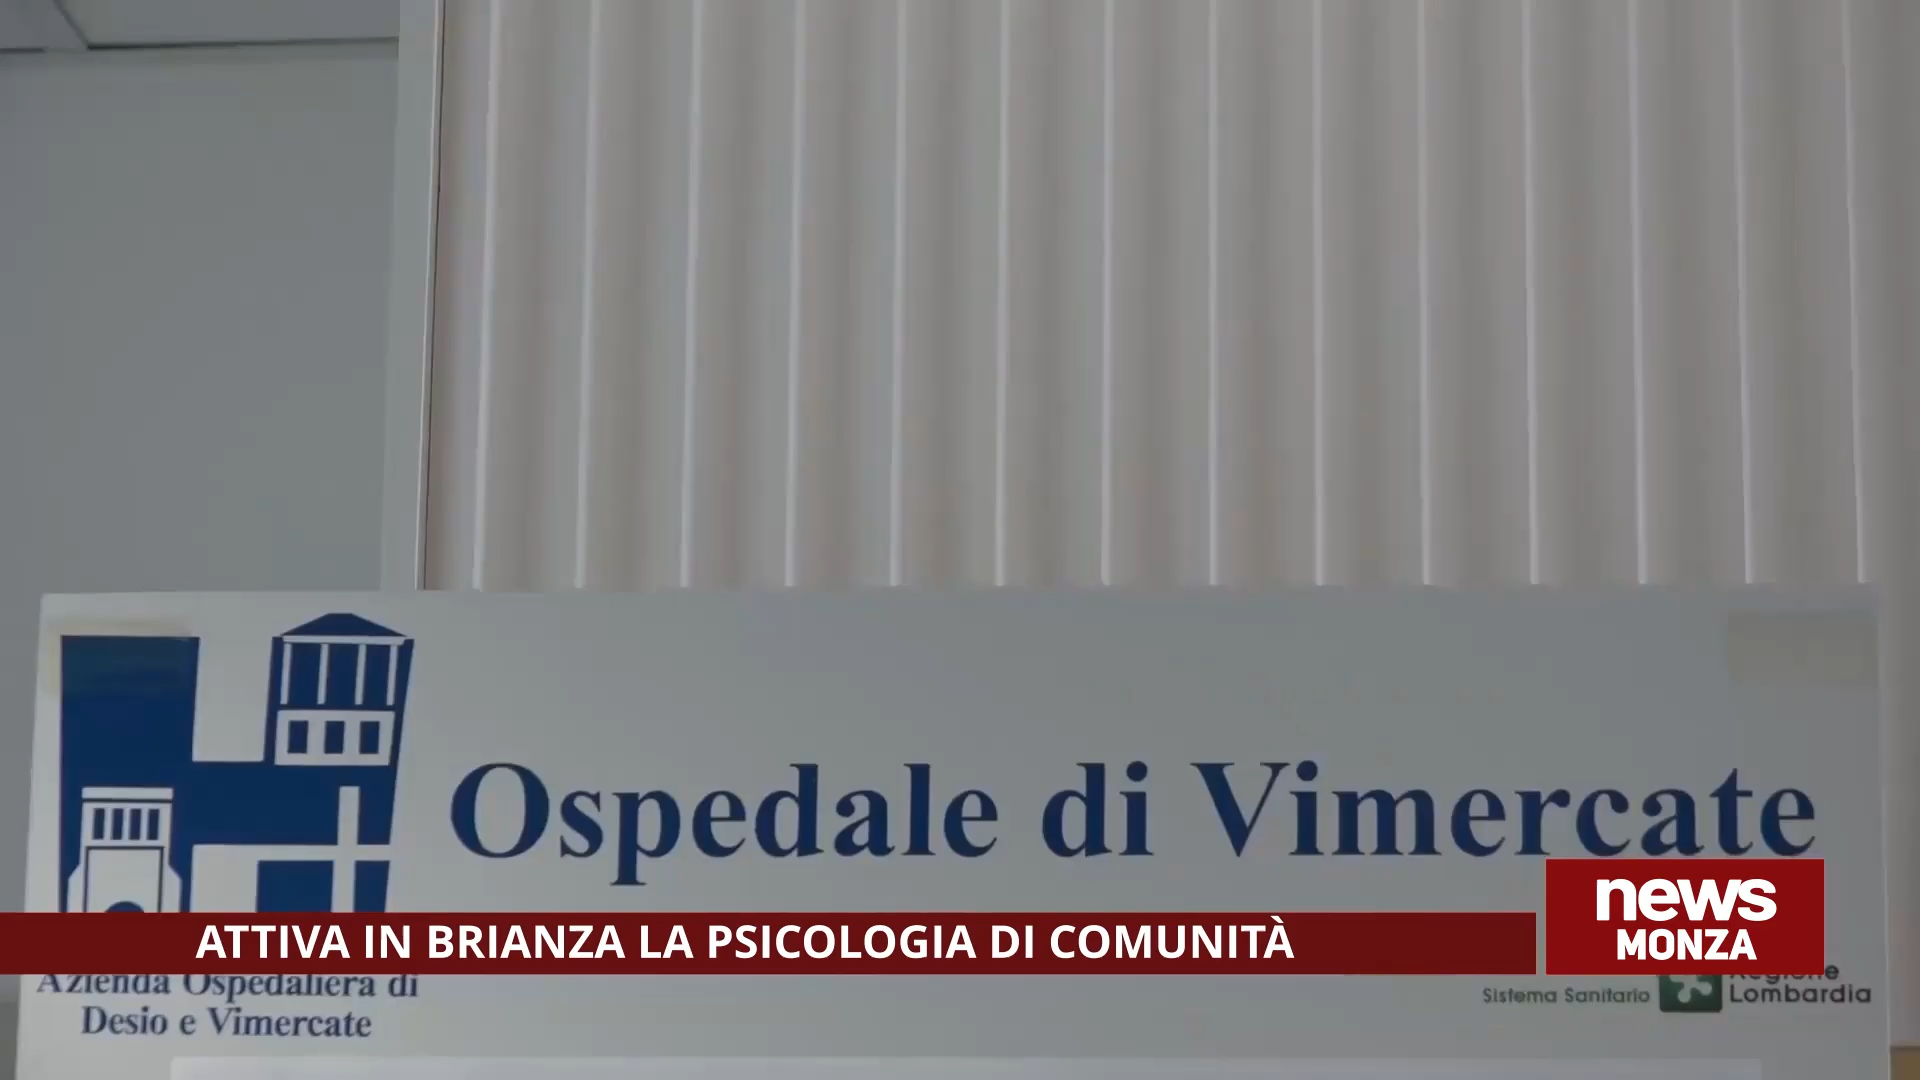 Ospedale di Vimercate
news
MONZA
ATTIVA IN BRIANZA LA PSICOLOGIA DI COMUNITÀ
Azienda Ospedaliera di
Desio e Vimercate
Sistema Sanitario
Regione
Lombardia